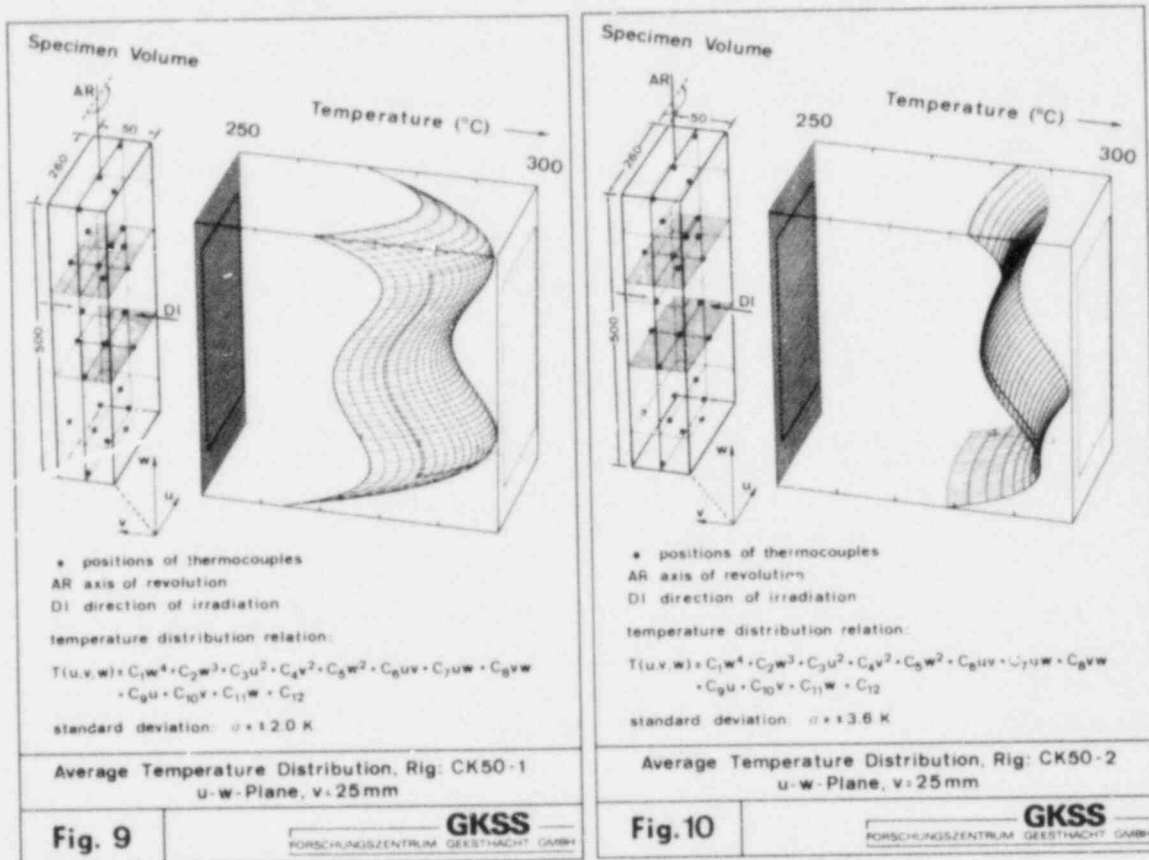 Specimen Volume
AR
50
260
500
DI
w
u
v
Temperature (°C)
250
300
• positions of thermocouples
AR axis of revolution
DI direction of irradiation
temperature distribution relation:
T(u,v,w) = C₁w⁴ + C₂w³ + C₃u² + C₄v² + C₅w² + C₆uv + C₇uw + C₈vw
+ C₉u + C₁₀v + C₁₁w + C₁₂
standard deviation: σ = ± 2.0 K
Average Temperature Distribution, Rig: CK50-1
u-w-Plane, v=25mm
Fig. 9
GKSS
FORSCHUNGSZENTRUM GEESTHACHT GMBH
Specimen Volume
AR
50
260
500
DI
w
u
v
Temperature (°C)
250
300
• positions of thermocouples
AR axis of revolution
DI direction of irradiation
temperature distribution relation:
T(u,v,w) = C₁w⁴ + C₂w³ + C₃u² + C₄v² + C₅w² + C₆uv + C₇uw + C₈vw
+ C₉u + C₁₀v + C₁₁w + C₁₂
standard deviation: σ = ± 3.6 K
Average Temperature Distribution, Rig: CK50-2
u-w-Plane, v=25mm
Fig. 10
GKSS
FORSCHUNGSZENTRUM GEESTHACHT GMBH